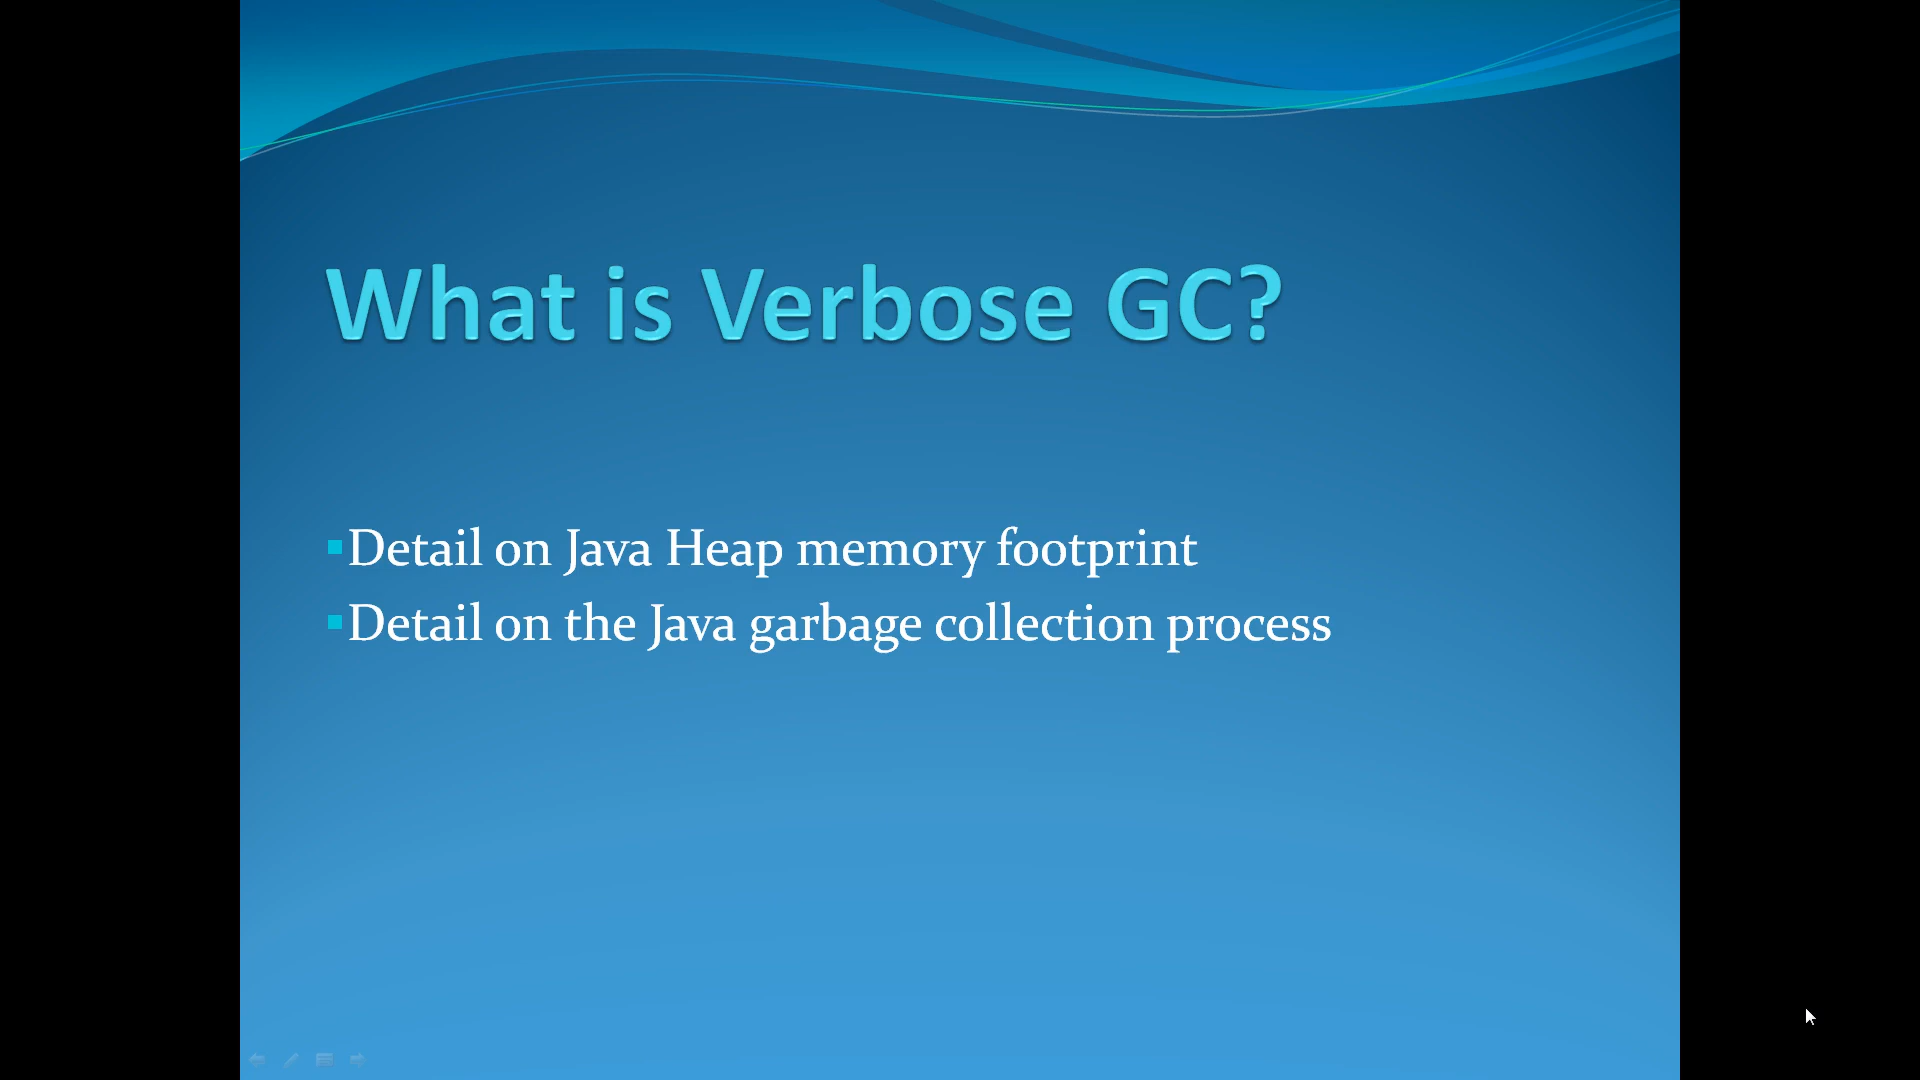 What is Verbose GC?
Detail on Java Heap memory footprint
Detail on the Java garbage collection process